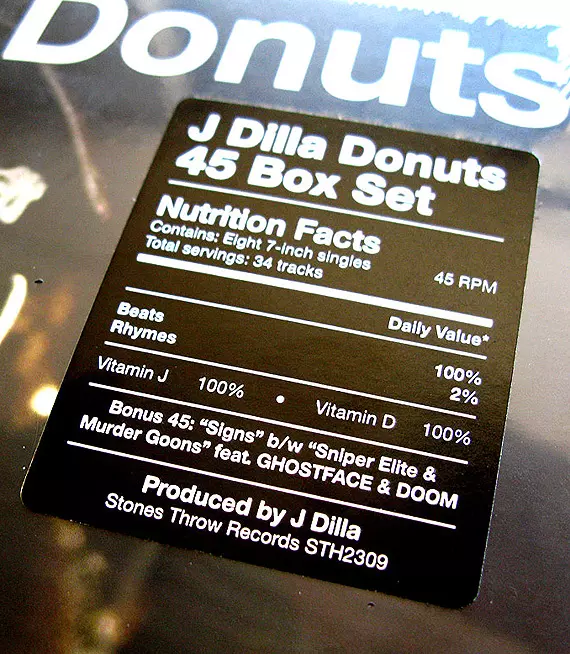 Donuts
J Dilla Donuts
45 Box Set
Nutrition Facts
Contains: Eight 7-inch singles
Total servings: 34 tracks 45 RPM
Daily Value*
Beats 100%
Rhymes 2%
Vitamin J 100% • Vitamin D 100%
Bonus 45: “Signs” b/w “Sniper Elite &
Murder Goons” feat. GHOSTFACE & DOOM
Produced by J Dilla
Stones Throw Records STH2309